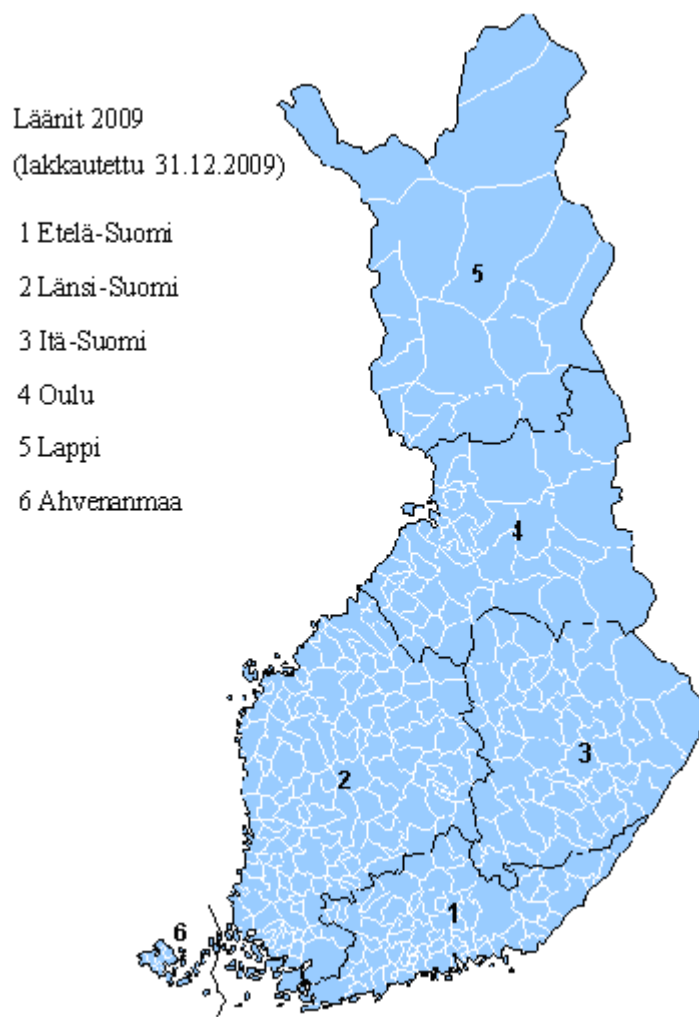 Läänit 2009
(lakkautettu 31.12.2009)
1 Etelä-Suomi
2 Länsi-Suomi
3 Itä-Suomi
4 Oulu
5 Lappi
6 Ahvenanmaa
5
4
3
2
1
6